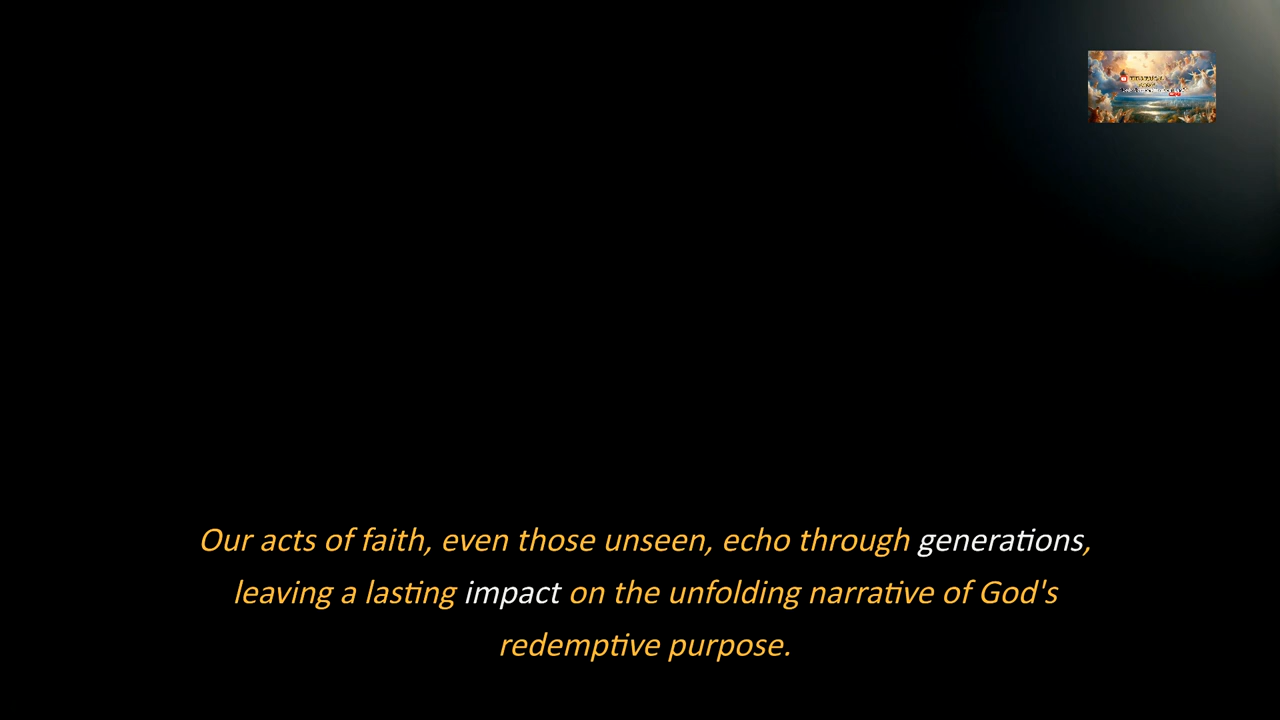 Our acts of faith, even those unseen, echo through generations,
leaving a lasting impact on the unfolding narrative of God's
redemptive purpose.